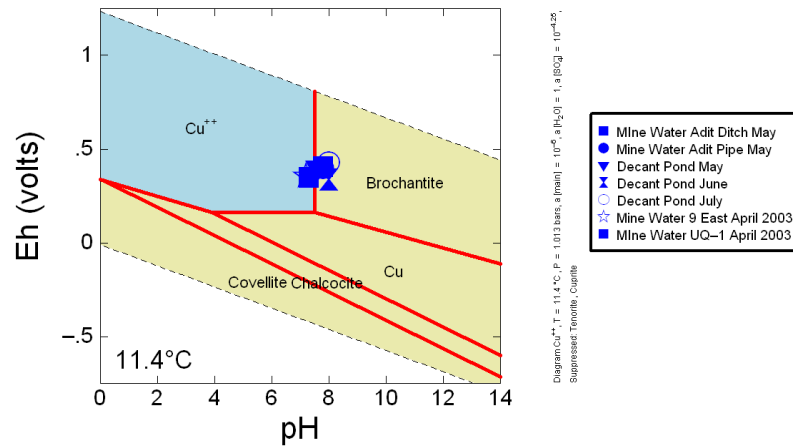 1
.5
0
–.5
Eh (volts)
Cu++
Brochantite
Cu
Covellite Chalcocite
11.4°C
0 2 4 6 8 10 12 14
pH
Diagram Cu++, T = 11.4 °C, P = 1.013 bars, a [main] = 10–6, a [H2O] = 1, a [SO4--] = 10–4.25,
Suppressed: Tenorite, Cuprite
MIne Water Adit Ditch May
Mine Water Adit Pipe May
Decant Pond May
Decant Pond June
Decant Pond July
Mine Water 9 East April 2003
MIne Water UQ–1 April 2003